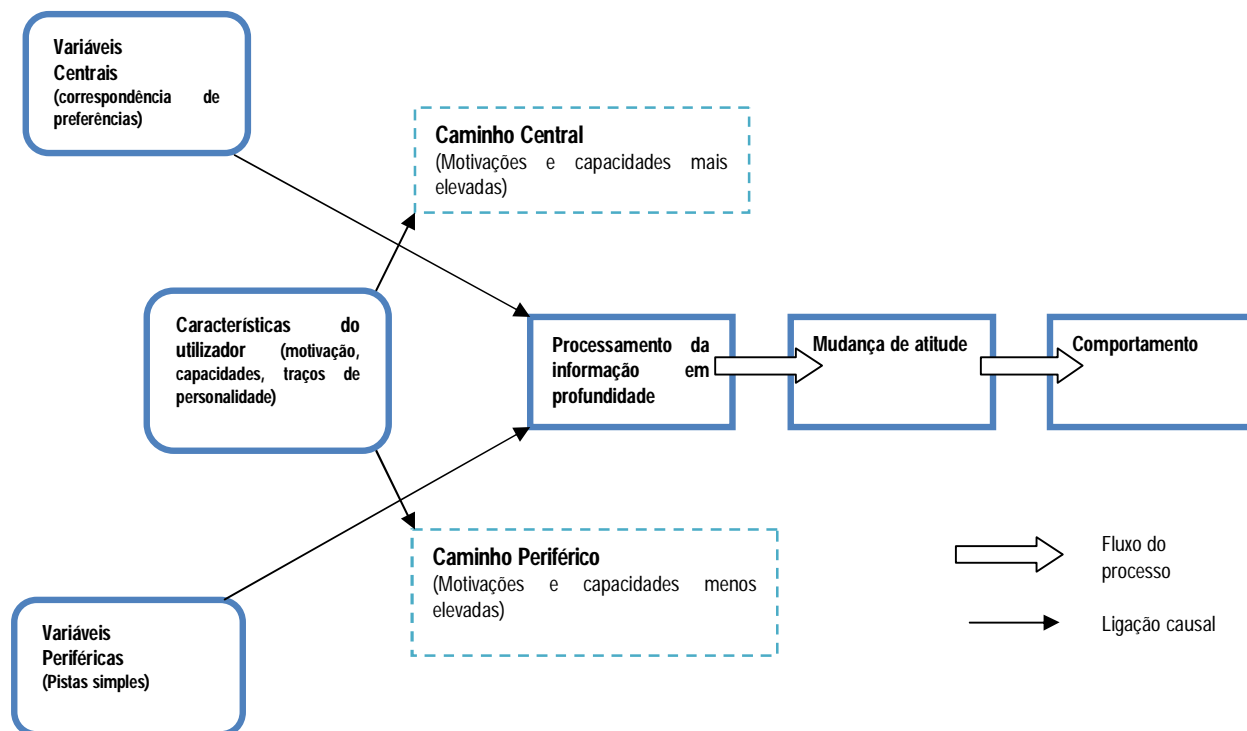 Variáveis
Centrais
(correspondência de
preferências)
Caminho Central
(Motivações e capacidades mais
elevadas)
Características do
utilizador (motivação,
capacidades, traços de
personalidade)
Processamento da
informação em
profundidade
Mudança de atitude
Comportamento
Caminho Periférico
(Motivações e capacidades menos
elevadas)
Variáveis
Periféricas
(Pistas simples)
Fluxo do
processo
Ligação causal